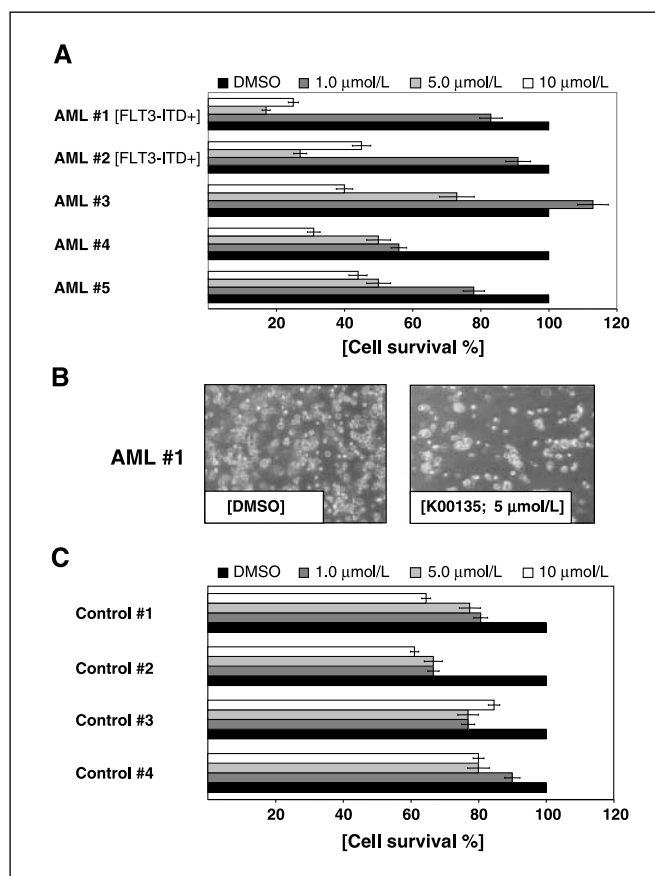 A
DMSO 1.0 μmol/L 5.0 μmol/L 10 μmol/L
AML #1 [FLT3-ITD+]
AML #2 [FLT3-ITD+]
AML #3
AML #4
AML #5
20 40 60 80 100 120
[Cell survival %]
B
AML #1
[DMSO] [K00135; 5 μmol/L]
C
DMSO 1.0 μmol/L 5.0 μmol/L 10 μmol/L
Control #1
Control #2
Control #3
Control #4
20 40 60 80 100 120
[Cell survival %]